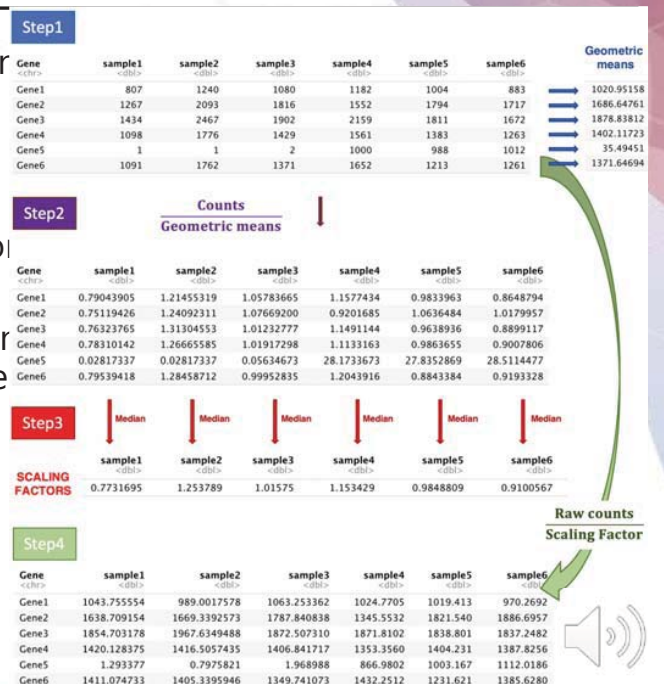 Step1
Geometric
means
Gene sample1 sample2 sample3 sample4 sample5 sample6
<chr> <dbl> <dbl> <dbl> <dbl> <dbl> <dbl>
Gene1 807 1240 1080 1182 1004 883 1020.95158
Gene2 1267 2093 1816 1552 1794 1717 1686.64761
Gene3 1434 2467 1902 2159 1811 1672 1878.83812
Gene4 1098 1776 1429 1561 1383 1263 1402.11723
Gene5 1 1 2 1000 988 1012 35.49451
Gene6 1091 1762 1371 1652 1213 1261 1371.64694
Step2
Counts
Geometric means
Gene sample1 sample2 sample3 sample4 sample5 sample6
<chr> <dbl> <dbl> <dbl> <dbl> <dbl> <dbl>
Gene1 0.79043905 1.21455319 1.05783665 1.1577434 0.9833963 0.8648794
Gene2 0.75119426 1.24092311 1.07669200 0.9201685 1.0636484 1.0179957
Gene3 0.76323765 1.31304553 1.01232777 1.1491144 0.9638936 0.8899117
Gene4 0.78310142 1.26665585 1.01917298 1.1133163 0.9863655 0.9007806
Gene5 0.02817337 0.02817337 0.05634673 28.1733673 27.8352869 28.5114477
Gene6 0.79539418 1.28458712 0.99952835 1.2043916 0.8843384 0.9193328
Step3
Median Median Median Median Median Median
sample1 sample2 sample3 sample4 sample5 sample6
<dbl> <dbl> <dbl> <dbl> <dbl> <dbl>
SCALING
FACTORS
0.7731695 1.253789 1.01575 1.153429 0.9848809 0.9100567
Raw counts
Scaling Factor
Step4
Gene sample1 sample2 sample3 sample4 sample5 sample6
<chr> <dbl> <dbl> <dbl> <dbl> <dbl> <dbl>
Gene1 1043.755554 989.0017578 1063.253362 1024.7705 1019.413 970.2692
Gene2 1638.709154 1669.3392573 1787.840838 1345.5532 1821.540 1886.6957
Gene3 1854.703178 1967.6349488 1872.507310 1871.8102 1838.801 1837.2482
Gene4 1420.128375 1416.5057435 1406.841717 1353.3560 1404.231 1387.8256
Gene5 1.293377 0.7975821 1.968988 866.9802 1003.167 1112.0186
Gene6 1411.074733 1405.3395946 1349.741073 1432.2512 1231.621 1385.6280